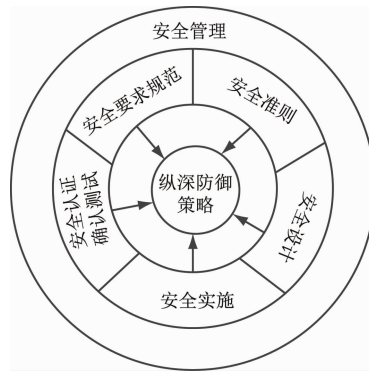 安全管理
安全要求规范
安全准则
纵深防御
策略
安全认证
确认测试
安全设计
安全实施